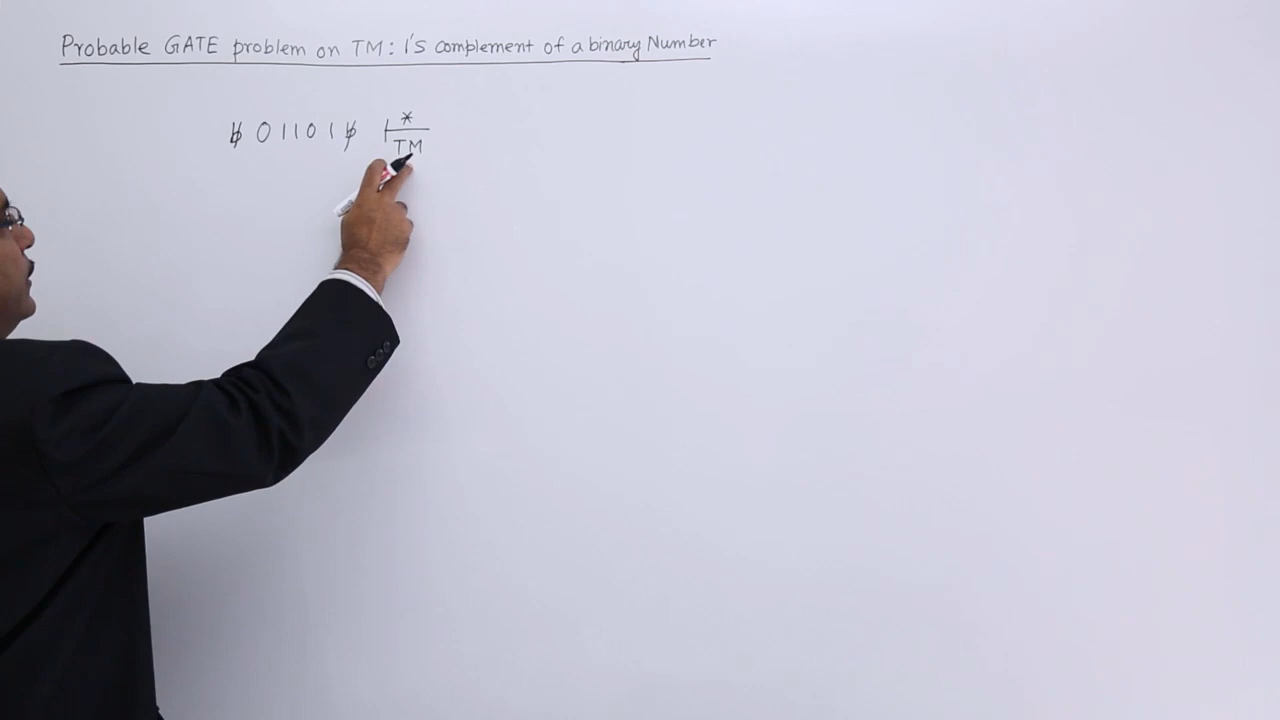 Probable GATE problem on TM: 1's complement of a binary Number
ƀ 0 1 1 0 1 ƀ ⊢* TM